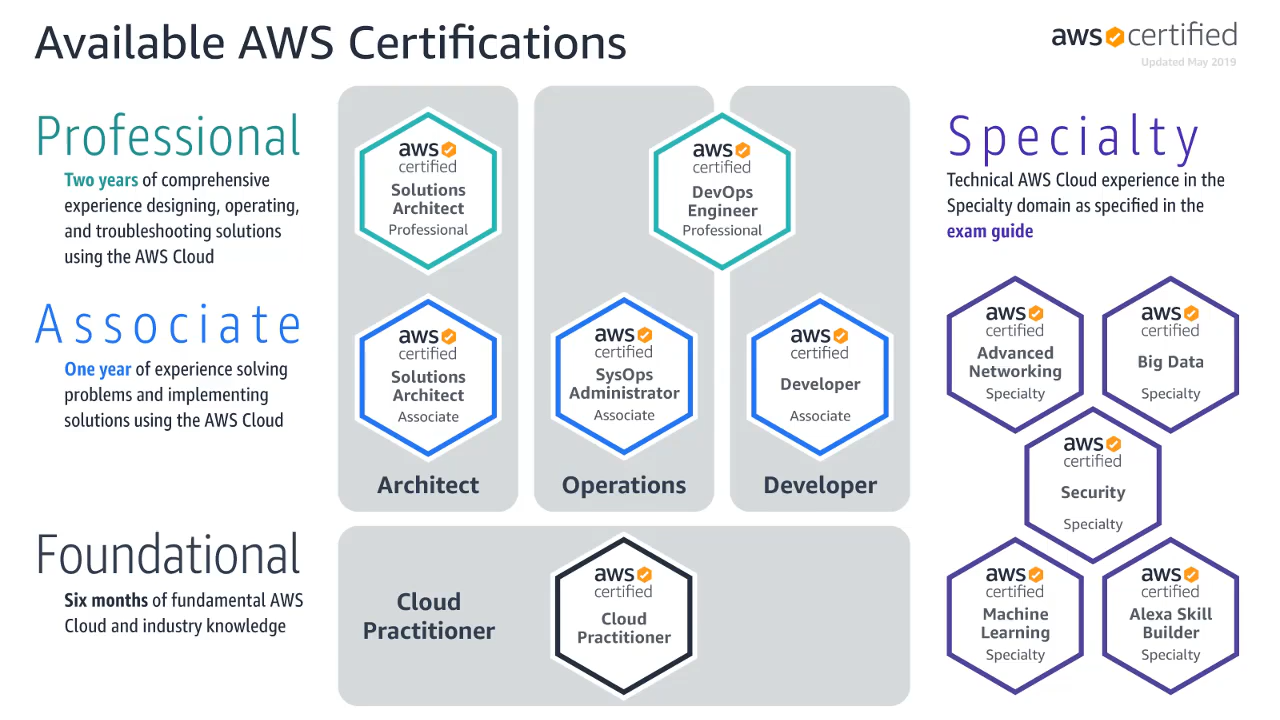 Available AWS Certifications
aws certified
Updated May 2019
Professional
Two years of comprehensive
experience designing, operating,
and troubleshooting solutions
using the AWS Cloud
Associate
One year of experience solving
problems and implementing
solutions using the AWS Cloud
Foundational
Six months of fundamental AWS
Cloud and industry knowledge
aws
certified
Solutions
Architect
Professional
aws
certified
DevOps
Engineer
Professional
aws
certified
Solutions
Architect
Associate
aws
certified
SysOps
Administrator
Associate
aws
certified
Developer
Associate
Architect
Operations
Developer
Cloud
Practitioner
aws
certified
Cloud
Practitioner
Specialty
Technical AWS Cloud experience in the
Specialty domain as specified in the
exam guide
aws
certified
Advanced
Networking
Specialty
aws
certified
Big Data
Specialty
aws
certified
Security
Specialty
aws
certified
Machine
Learning
Specialty
aws
certified
Alexa Skill
Builder
Specialty